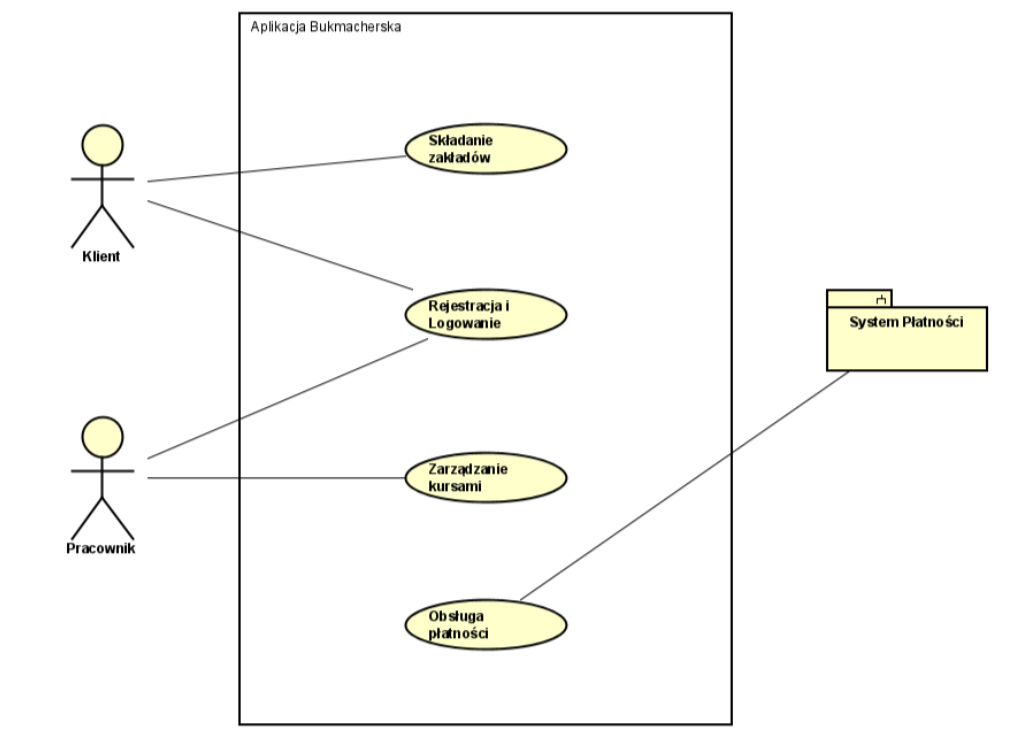 Aplikacja Bukmacherska
Składanie
zakładów
Klient
Rejestracja i
Logowanie
System Płatności
Zarządzanie
kursami
Pracownik
Obsługa
płatności